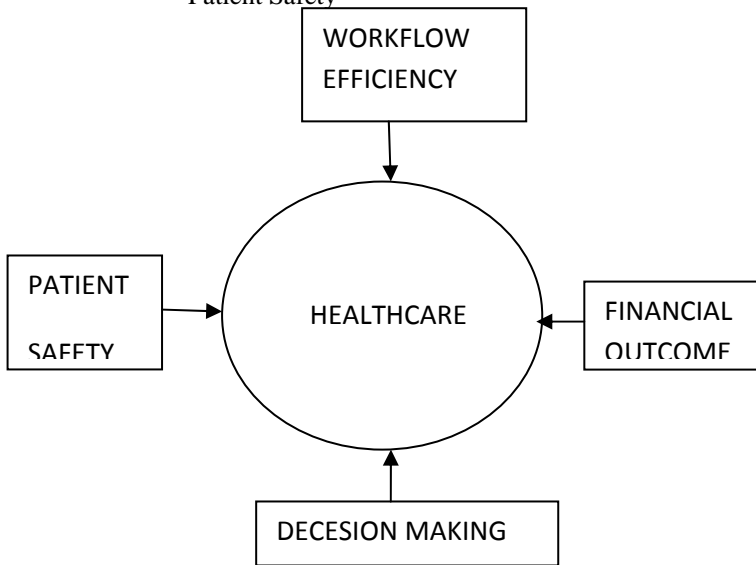 Patient Safety
WORKFLOW
EFFICIENCY
PATIENT
SAFETY
HEALTHCARE
FINANCIAL
OUTCOME
DECESION MAKING